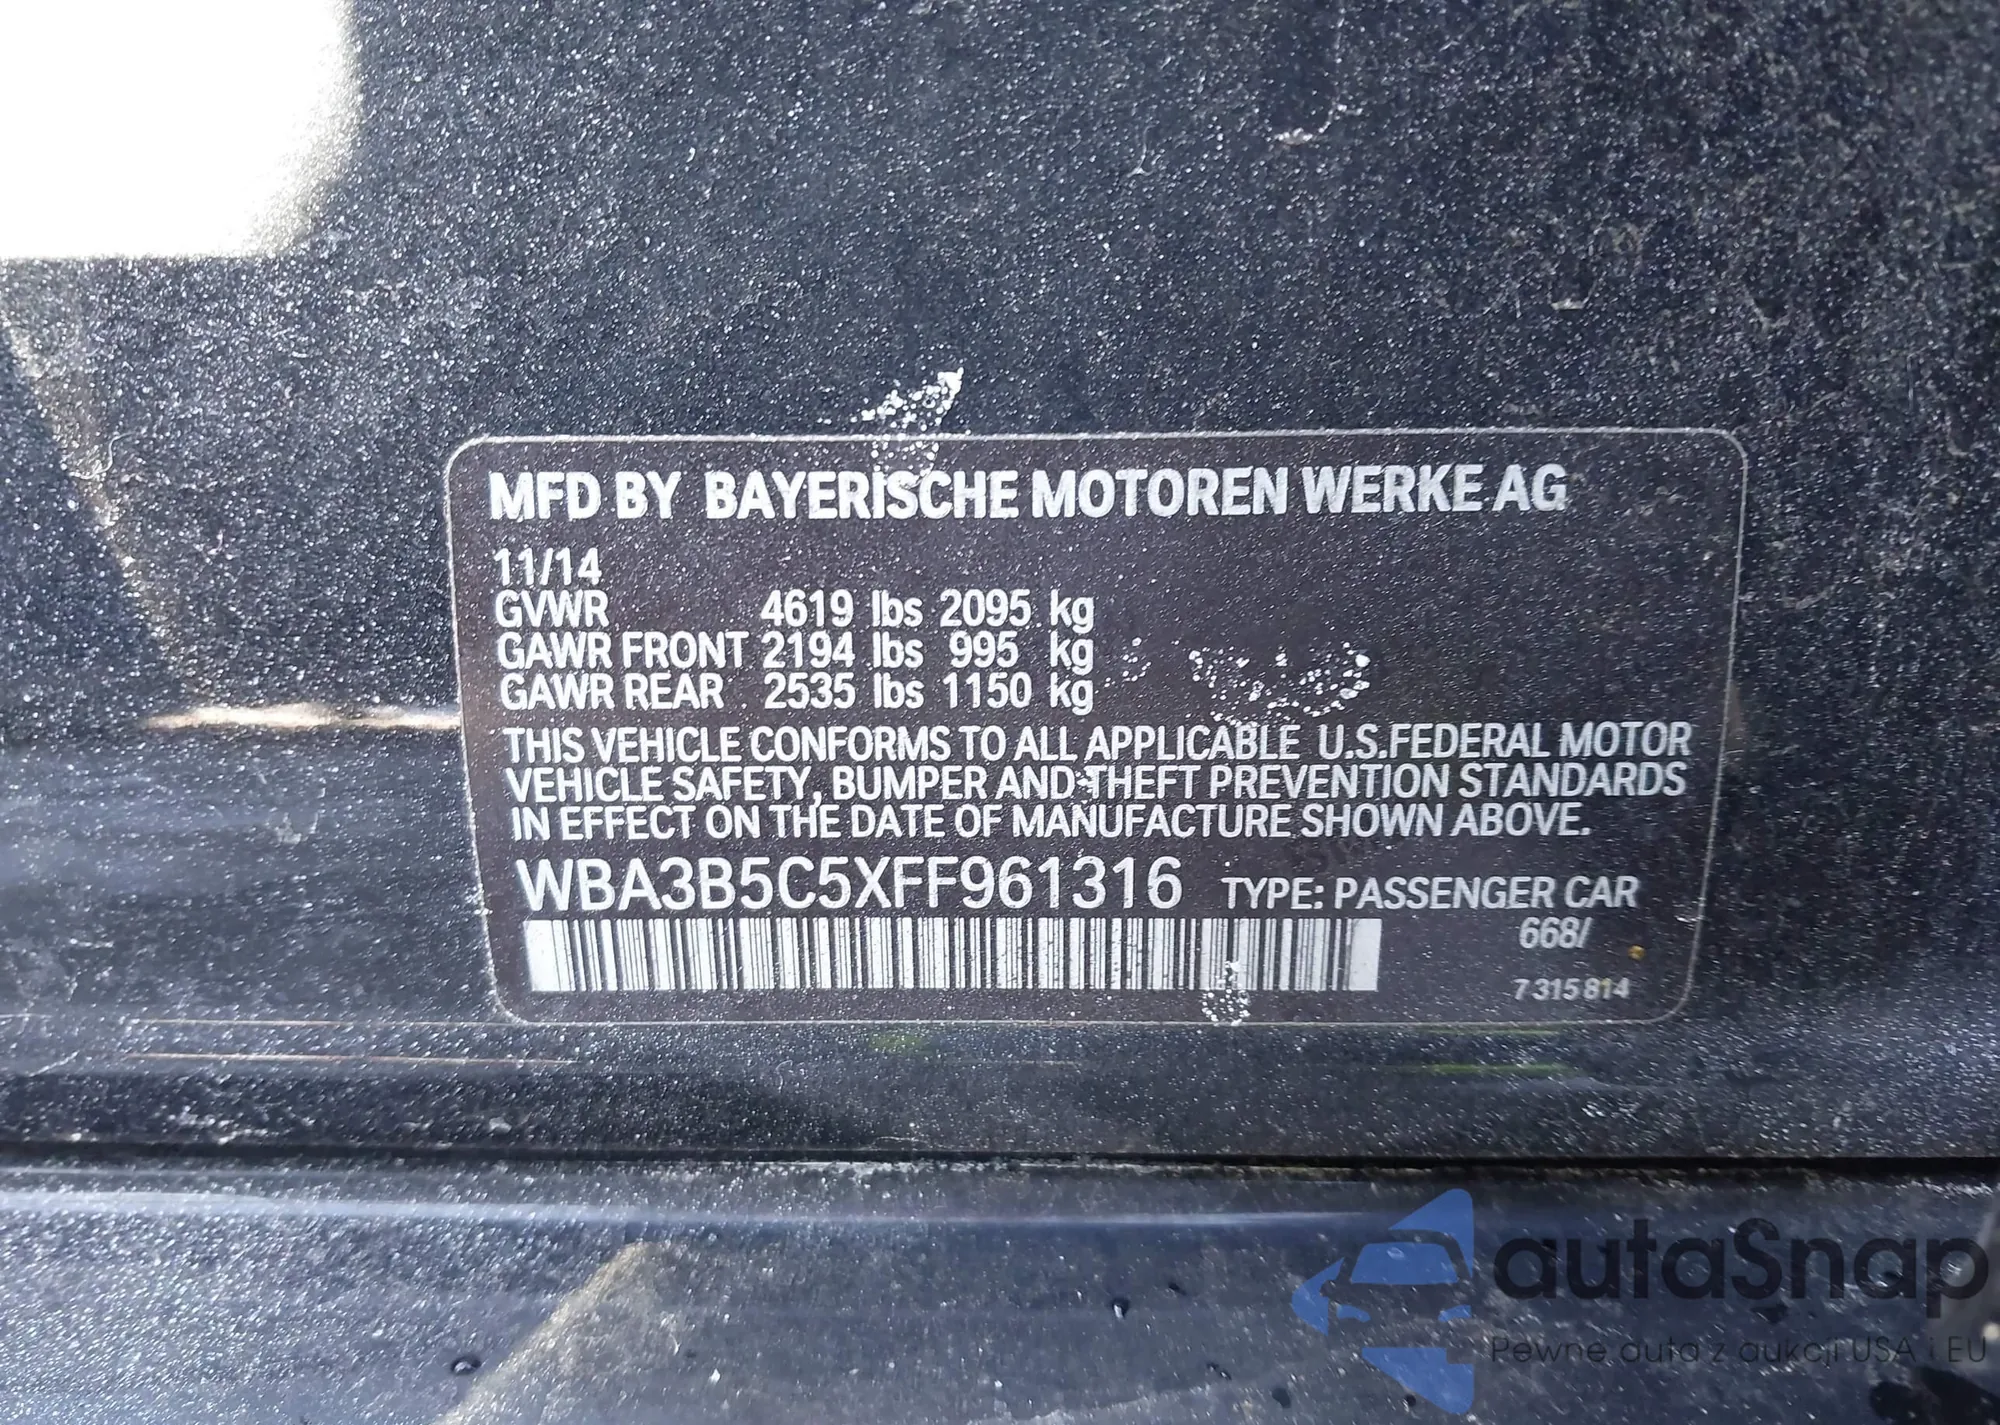 MFD BY BAYERISCHE MOTOREN WERKE AG
11/14
GVWR 4619 lbs 2095 kg
GAWR FRONT 2194 lbs 995 kg
GAWR REAR 2535 lbs 1150 kg
THIS VEHICLE CONFORMS TO ALL APPLICABLE U.S.FEDERAL MOTOR
VEHICLE SAFETY, BUMPER AND THEFT PREVENTION STANDARDS
IN EFFECT ON THE DATE OF MANUFACTURE SHOWN ABOVE.
WBA3B5C5XFF961316 TYPE: PASSENGER CAR
668/
7 315 814
autaSnap
Pewne auta z aukcji USA i EU